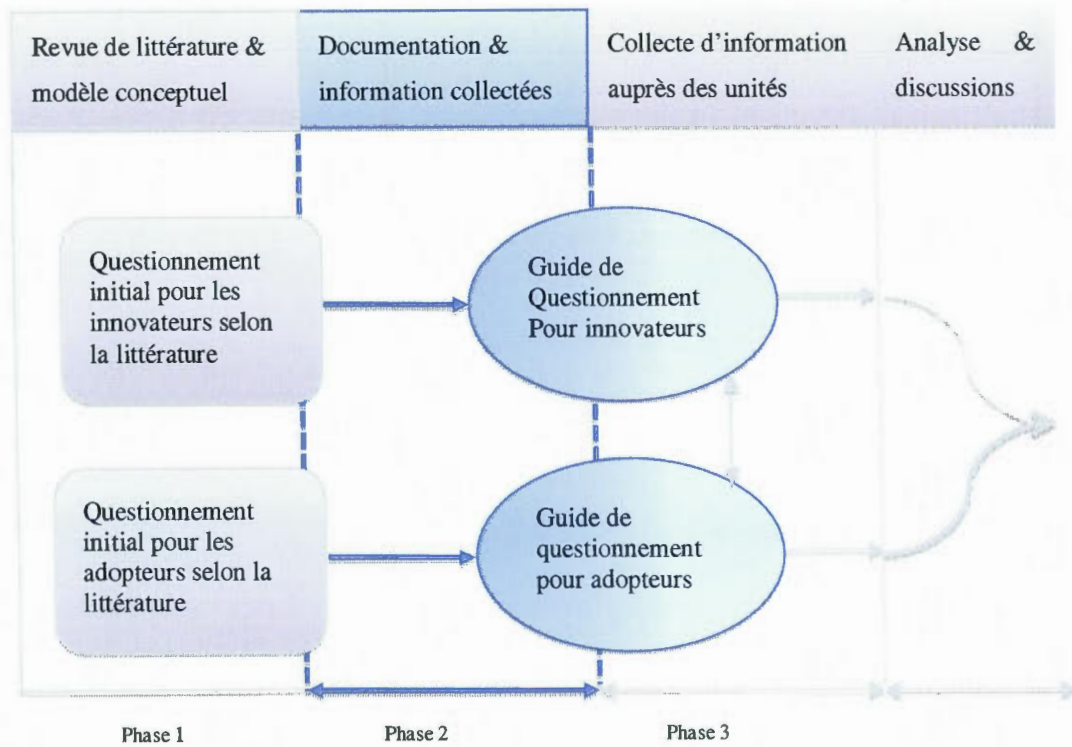 Revue de littérature &
modèle conceptuel
Documentation &
information collectées
Collecte d’information
auprès des unités
Analyse &
discussions
Questionnement
initial pour les
innovateurs selon
la littérature
Guide de
Questionnement
Pour innovateurs
Questionnement
initial pour les
adopteurs selon la
littérature
Guide de
questionnement
pour adopteurs
Phase 1
Phase 2
Phase 3